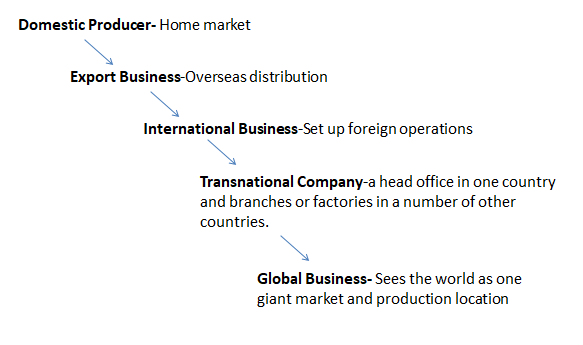 Domestic Producer- Home market
Export Business-Overseas distribution
International Business-Set up foreign operations
Transnational Company-a head office in one country
and branches or factories in a number of other
countries.
Global Business- Sees the world as one
giant market and production location